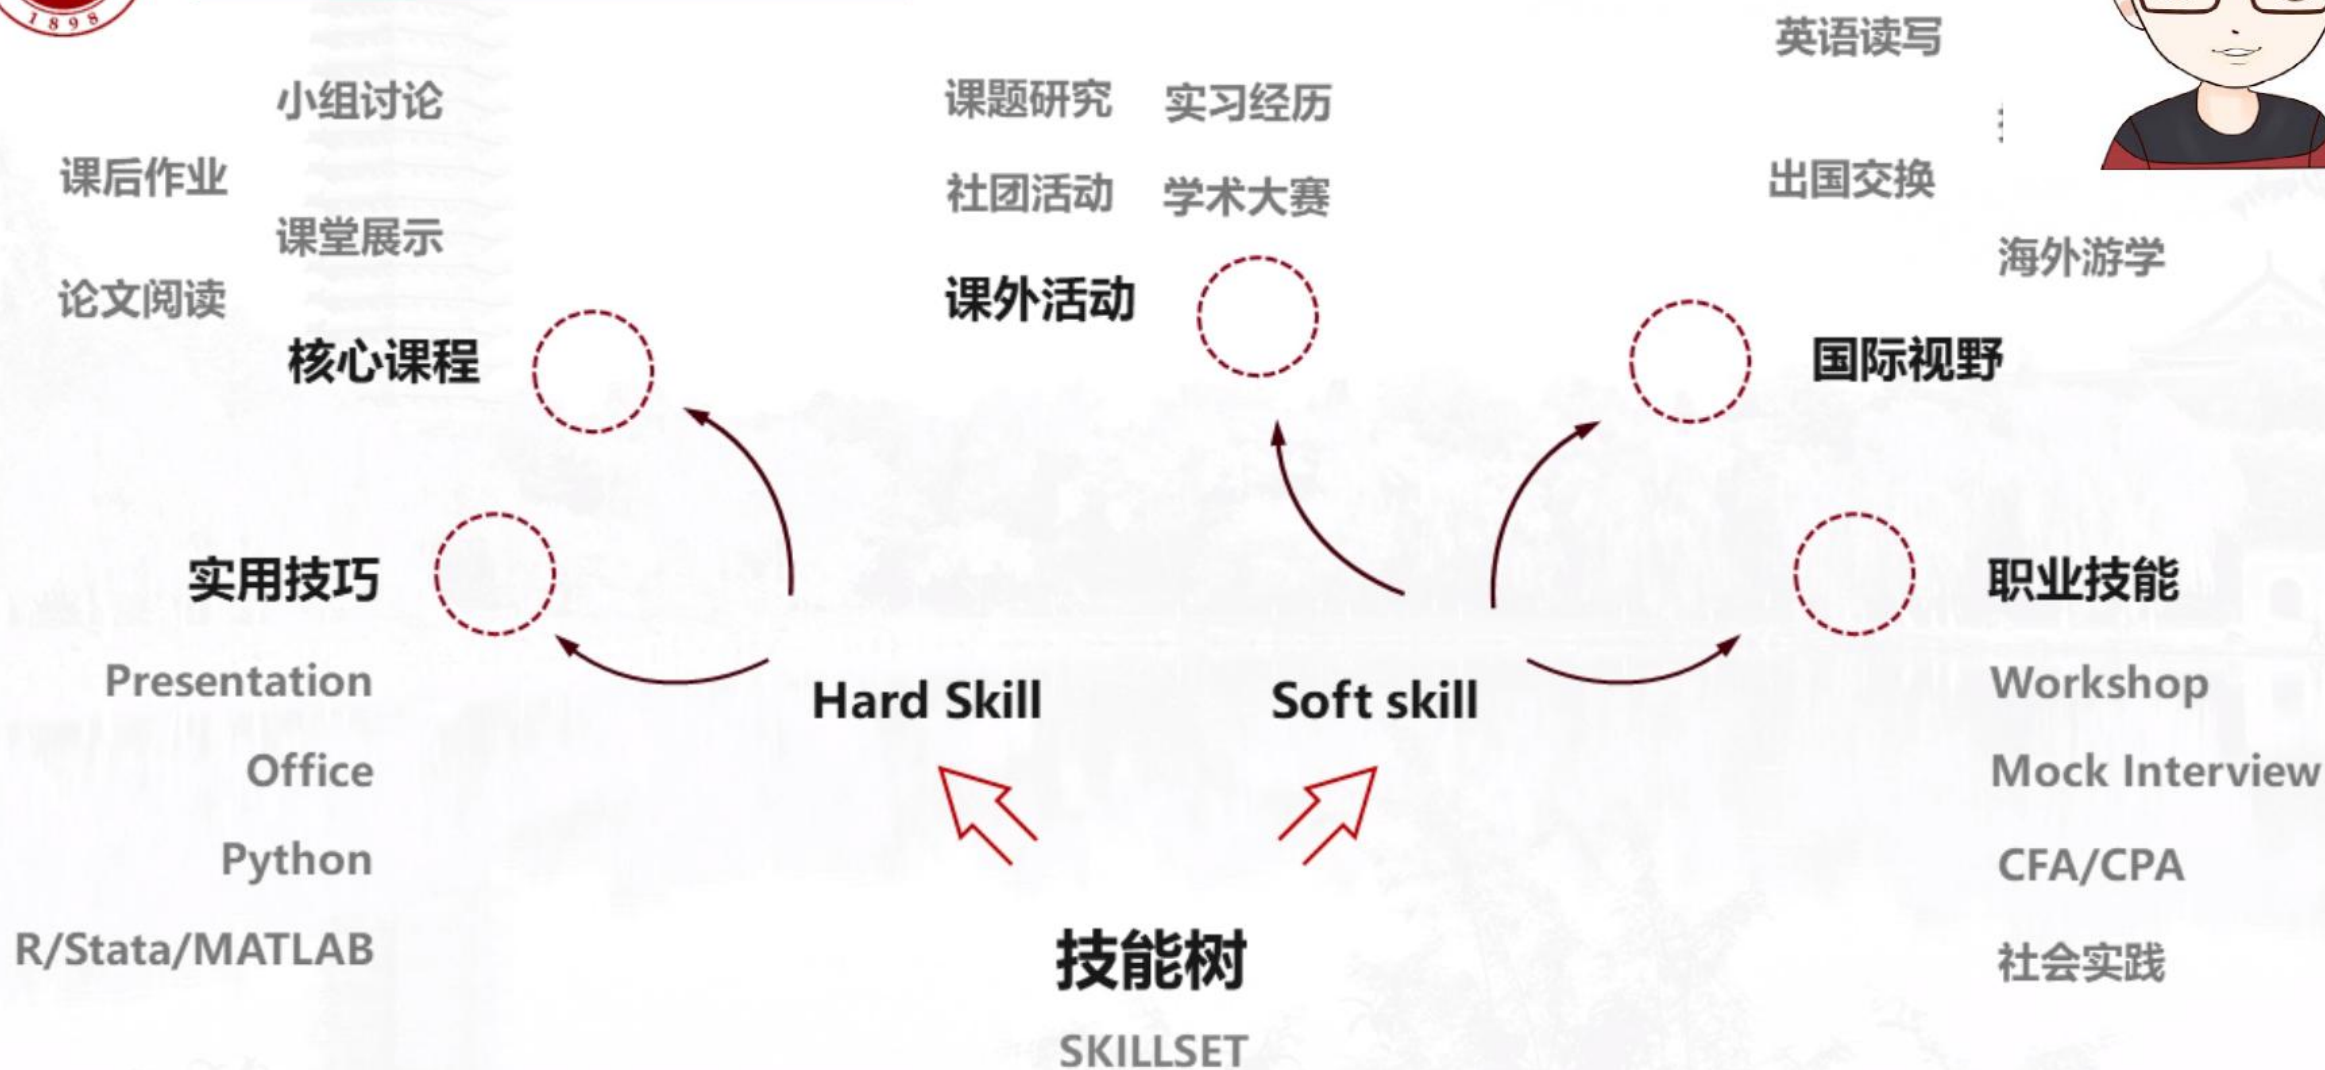 1898
英语读写
小组讨论
课题研究 实习经历
课后作业
出国交换
社团活动 学术大赛
课堂展示
海外游学
论文阅读
课外活动
核心课程
国际视野
实用技巧
职业技能
Presentation
Workshop
Hard Skill
Soft skill
Office
Mock Interview
Python
CFA/CPA
R/Stata/MATLAB
技能树
社会实践
SKILLSET